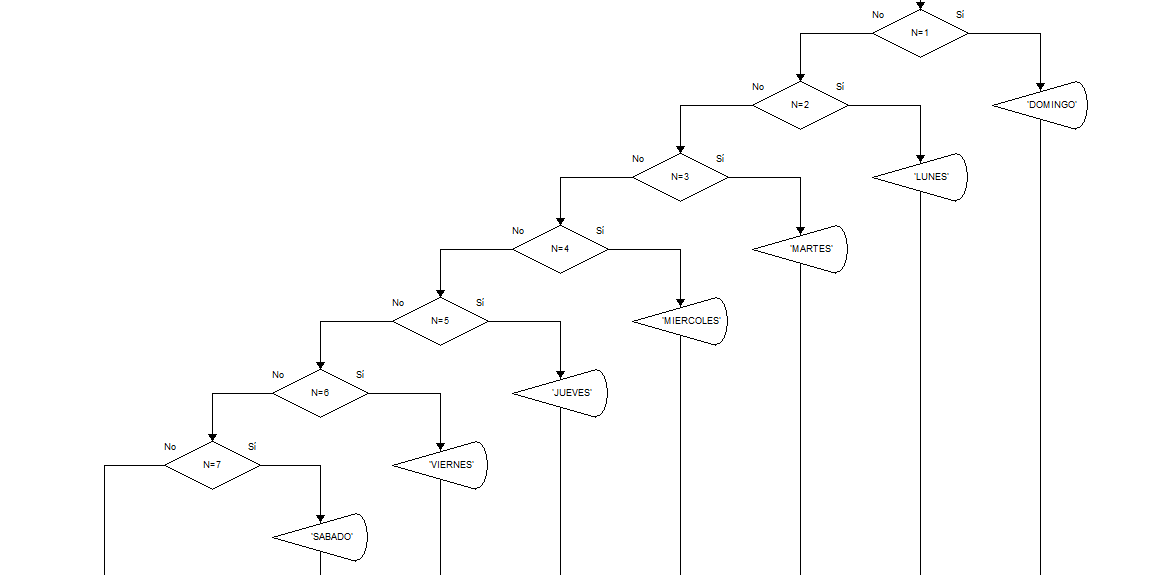 No
Sí
N=1
No
Sí
N=2
'DOMINGO'
No
Sí
N=3
'LUNES'
No
Sí
N=4
'MARTES'
No
Sí
N=5
'MIERCOLES'
No
Sí
N=6
'JUEVES'
No
Sí
N=7
'VIERNES'
'SABADO'